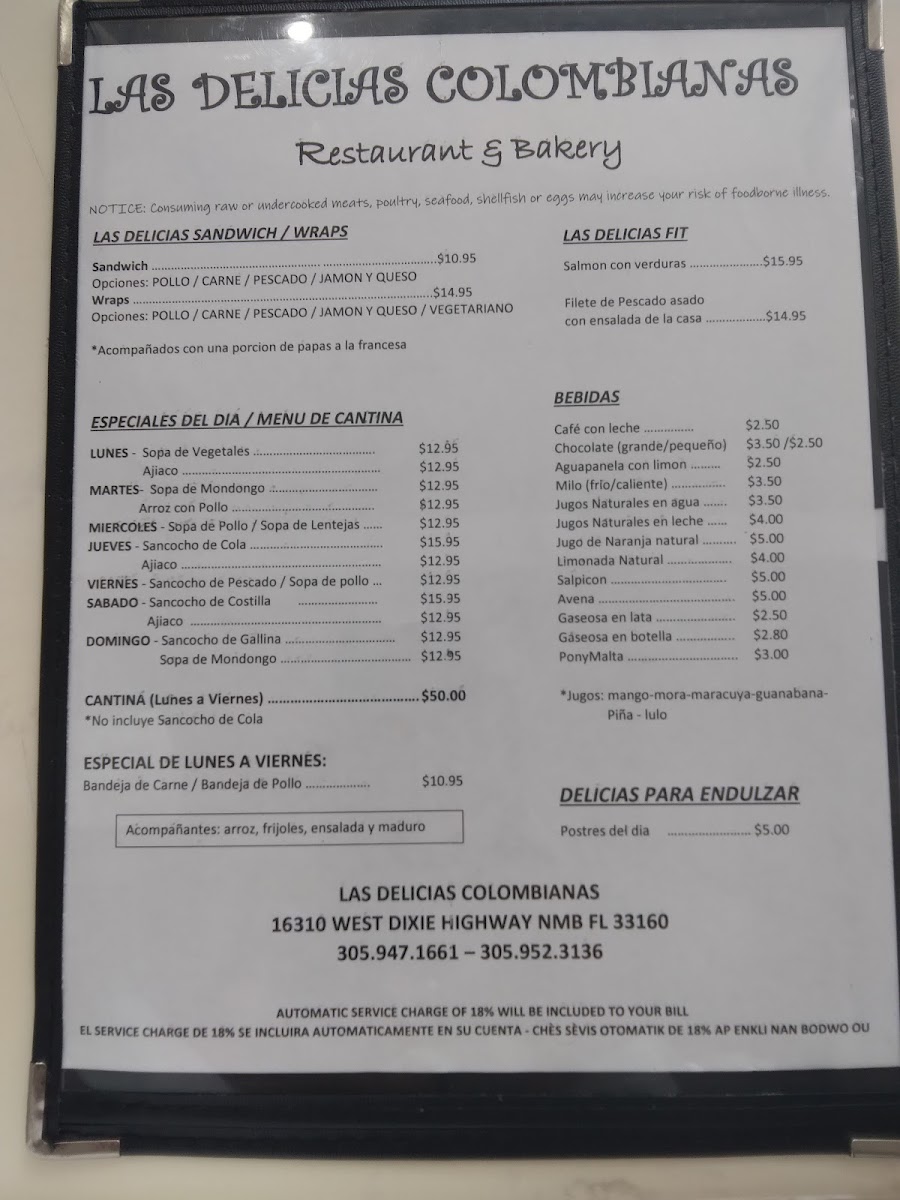 LAS DELICIAS COLOMBIANAS
Restaurant & Bakery
NOTICE: Consuming raw or undercooked meats, poultry, seafood, shellfish or eggs may increase your risk of foodborne illness.
LAS DELICIAS SANDWICH / WRAPS
Sandwich ........................................................................................$10.95
Opciones: POLLO / CARNE / PESCADO / JAMON Y QUESO
Wraps ..............................................................................................$14.95
Opciones: POLLO / CARNE / PESCADO / JAMON Y QUESO / VEGETARIANO
*Acompañados con una porcion de papas a la francesa
LAS DELICIAS FIT
Salmon con verduras .......................$15.95
Filete de Pescado asado
con ensalada de la casa ...................$14.95
ESPECIALES DEL DIA / MENU DE CANTINA
LUNES - Sopa de Vegetales ....................................... $12.95
Ajiaco ............................................................... $12.95
MARTES- Sopa de Mondongo ................................... $12.95
Arroz con Pollo .............................................. $12.95
MIERCOLES - Sopa de Pollo / Sopa de Lentejas ...... $12.95
JUEVES - Sancocho de Cola .......................................... $15.95
Ajiaco ................................................................ $12.95
VIERNES - Sancocho de Pescado / Sopa de pollo ... $12.95
SABADO - Sancocho de Costilla ......................... $15.95
Ajiaco ............................................................. $12.95
DOMINGO - Sancocho de Gallina ................................... $12.95
Sopa de Mondongo ......................................... $12.95
CANTINA (Lunes a Viernes) ................................................$50.00
*No incluye Sancocho de Cola
ESPECIAL DE LUNES A VIERNES:
Bandeja de Carne / Bandeja de Pollo .................... $10.95
Acompañantes: arroz, frijoles, ensalada y maduro
BEBIDAS
Café con leche ............... $2.50
Chocolate (grande/pequeño) $3.50 /$2.50
Aguapanela con limon ......... $2.50
Milo (frío/caliente) ................. $3.50
Jugos Naturales en agua ....... $3.50
Jugos Naturales en leche ...... $4.00
Jugo de Naranja natural .......... $5.00
Limonada Natural .................... $4.00
Salpicon ..................................... $5.00
Avena ........................................... $5.00
Gaseosa en lata ......................... $2.50
Gaseosa en botella ................... $2.80
PonyMalta ................................... $3.00
*Jugos: mango-mora-maracuya-guanabana-
Piña - lulo
DELICIAS PARA ENDULZAR
Postres del dia .......................... $5.00
LAS DELICIAS COLOMBIANAS
16310 WEST DIXIE HIGHWAY NMB FL 33160
305.947.1661 – 305.952.3136
AUTOMATIC SERVICE CHARGE OF 18% WILL BE INCLUDED TO YOUR BILL
EL SERVICE CHARGE DE 18% SE INCLUIRA AUTOMATICAMENTE EN SU CUENTA - CHÈS SÈVIS OTOMATIK DE 18% AP ENKLI NAN BODWO OU